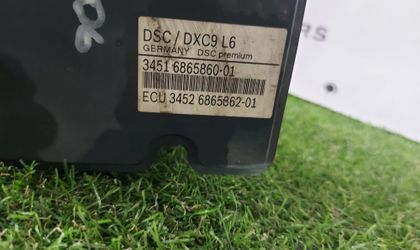 DSC / DXC9 L6
GERMANY DSC premium
3451 6865860-01
ECU 3452 6865862-01